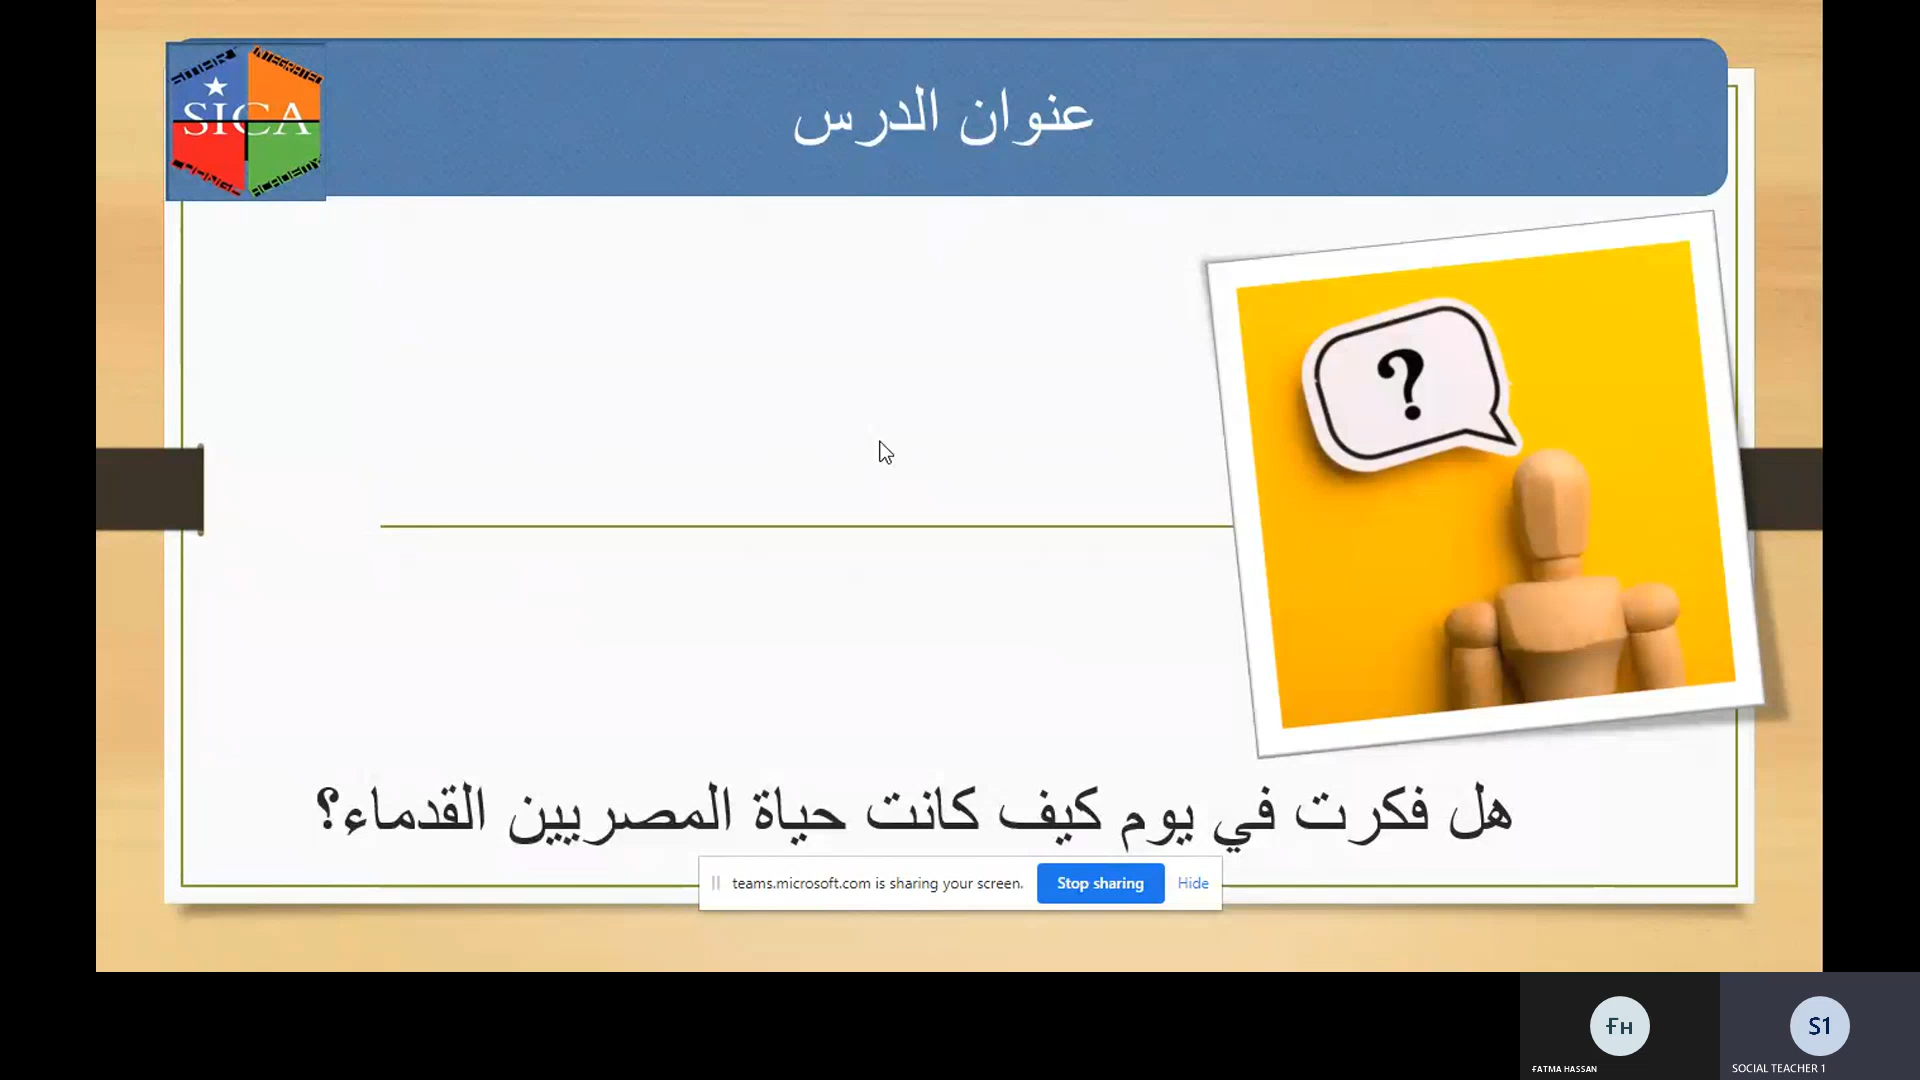 SICA
عنوان الدرس
?
هل فكرت في يوم كيف كانت حياة المصريين القدماء؟
teams.microsoft.com is sharing your screen.
Stop sharing
Hide
FH
S1
FATMA HASSAN
SOCIAL TEACHER 1